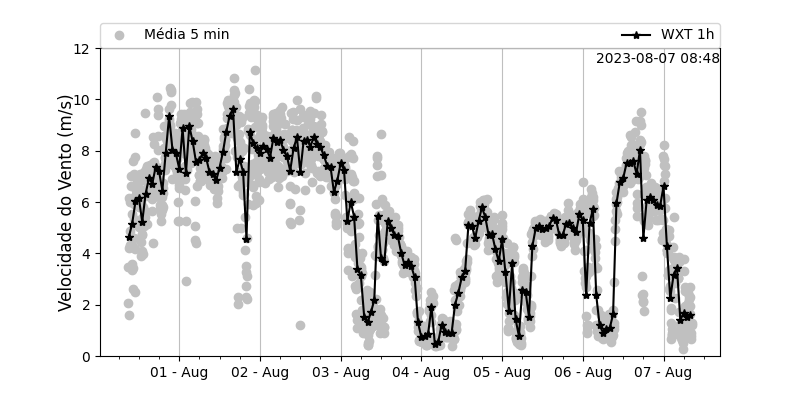 Média 5 min
WXT 1h
2023-08-07 08:48
Velocidade do Vento (m/s)
12
10
8
6
4
2
0
01 - Aug
02 - Aug
03 - Aug
04 - Aug
05 - Aug
06 - Aug
07 - Aug